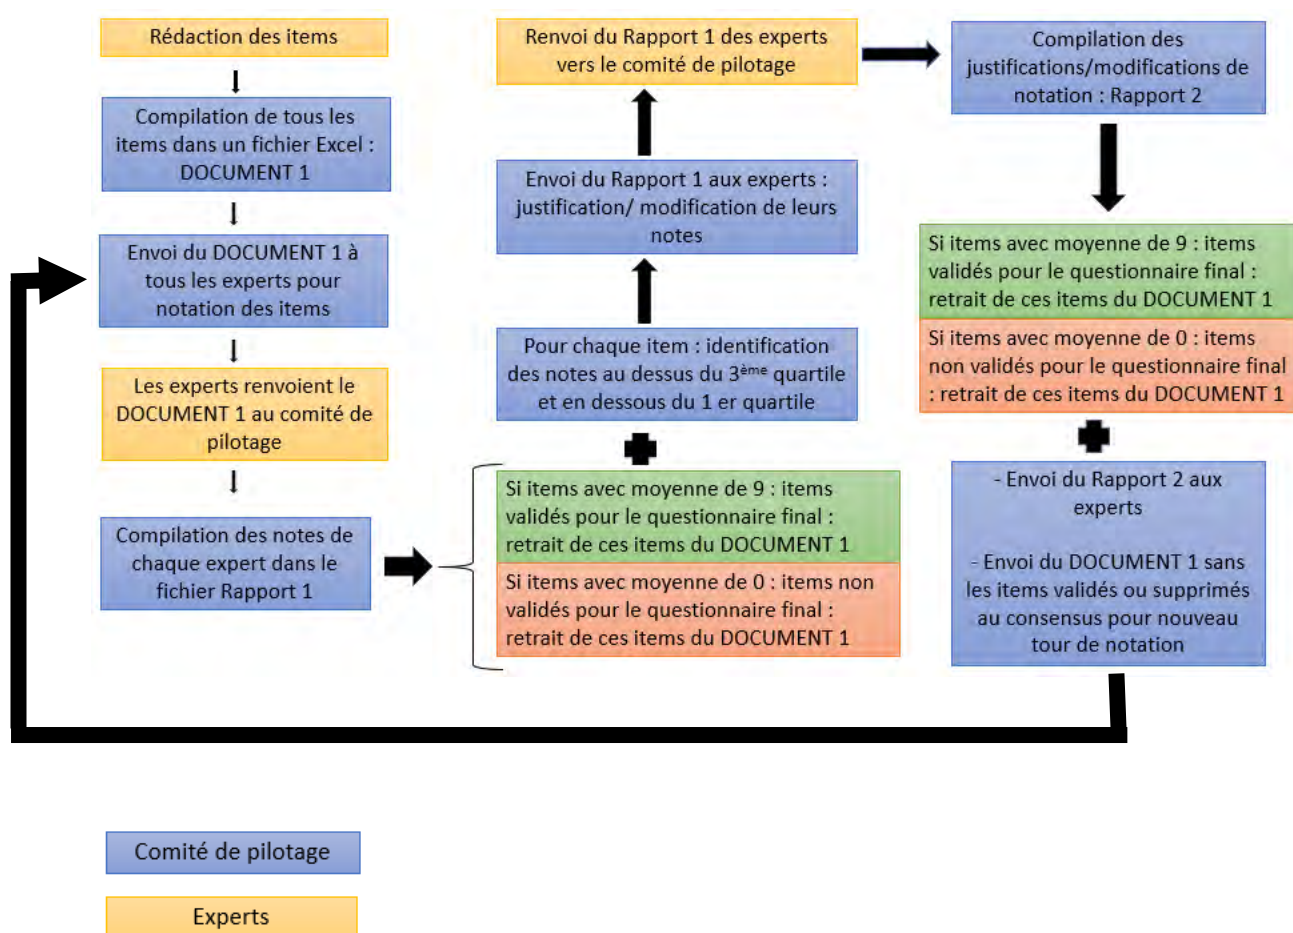 Rédaction des items
Compilation de tous les
items dans un fichier Excel :
DOCUMENT 1
Envoi du DOCUMENT 1 à
tous les experts pour
notation des items
Les experts renvoient le
DOCUMENT 1 au comité de
pilotage
Compilation des notes de
chaque expert dans le
fichier Rapport 1
Si items avec moyenne de 9 : items
validés pour le questionnaire final :
retrait de ces items du DOCUMENT 1
Si items avec moyenne de 0 : items non
validés pour le questionnaire final :
retrait de ces items du DOCUMENT 1
Pour chaque item : identification
des notes au dessus du 3ème quartile
et en dessous du 1 er quartile
Envoi du Rapport 1 aux experts :
justification/ modification de leurs
notes
Renvoi du Rapport 1 des experts
vers le comité de pilotage
Compilation des
justifications/modifications de
notation : Rapport 2
Si items avec moyenne de 9 : items
validés pour le questionnaire final :
retrait de ces items du DOCUMENT 1
Si items avec moyenne de 0 : items
non validés pour le questionnaire final
: retrait de ces items du DOCUMENT 1
- Envoi du Rapport 2 aux
experts
- Envoi du DOCUMENT 1 sans
les items validés ou supprimés
au consensus pour nouveau
tour de notation
Comité de pilotage
Experts